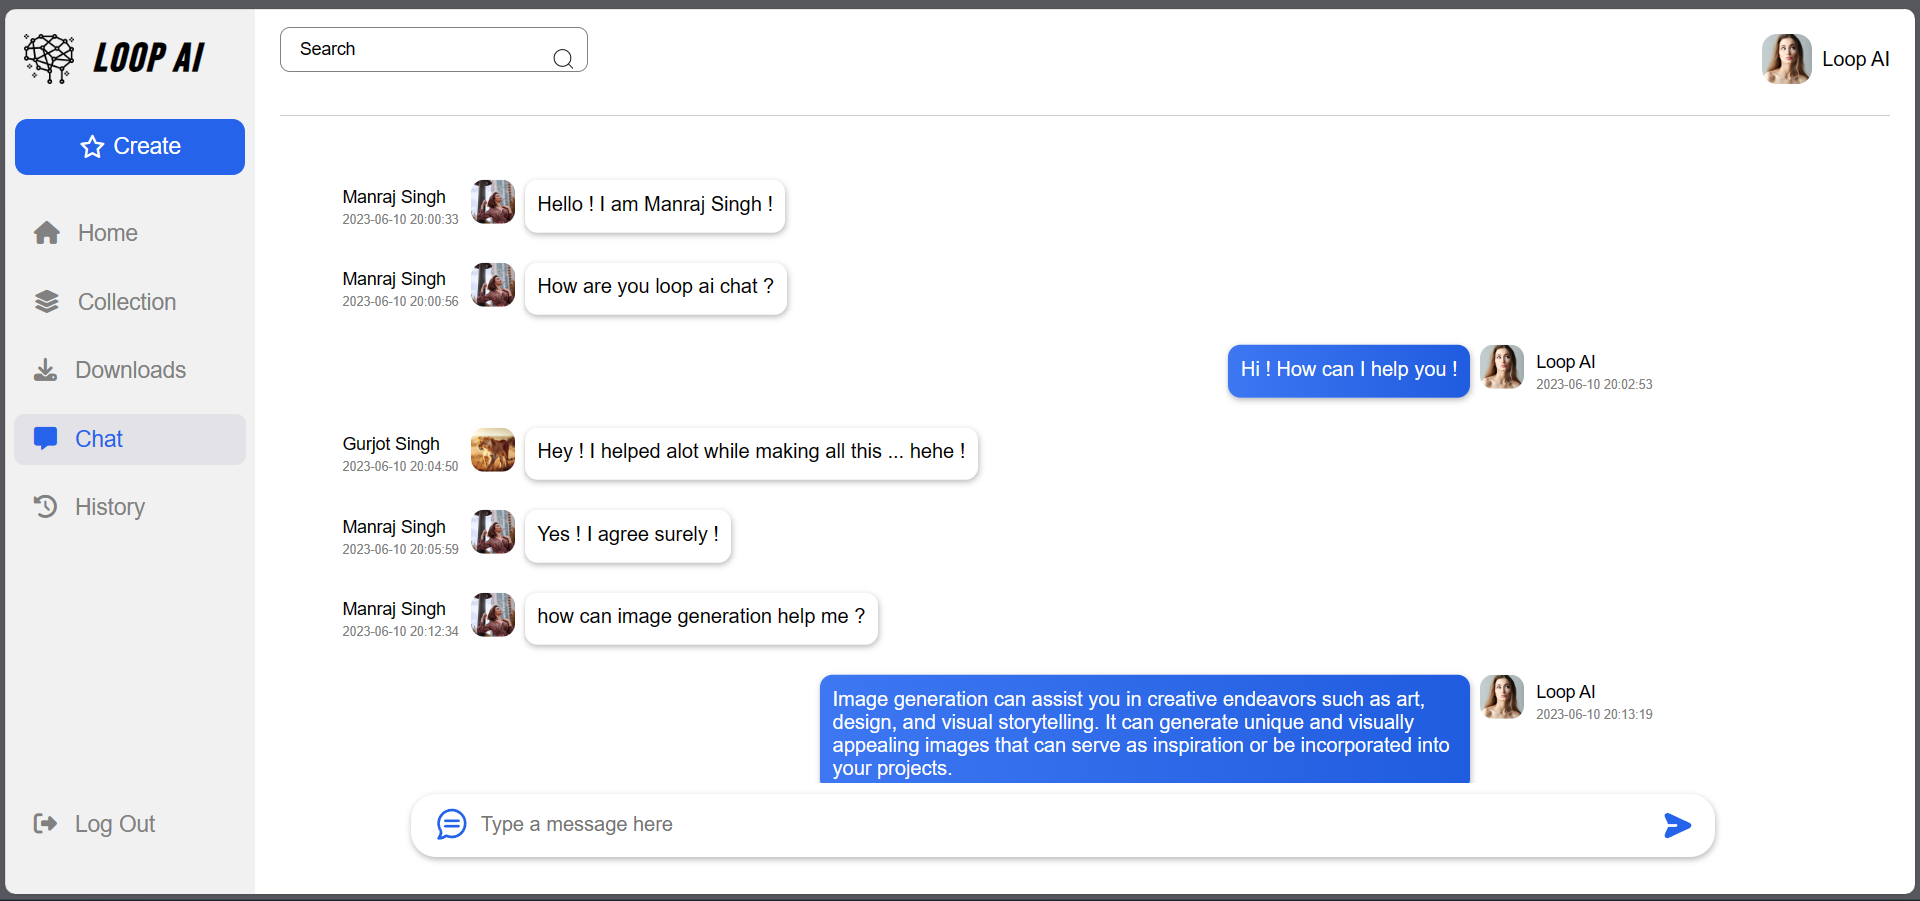 LOOP AI
Create
Home
Collection
Downloads
Chat
History
Log Out
Search
Loop AI
Manraj Singh
2023-06-10 20:00:33
Hello ! I am Manraj Singh !
Manraj Singh
2023-06-10 20:00:56
How are you loop ai chat ?
Hi ! How can I help you !
Loop AI
2023-06-10 20:02:53
Gurjot Singh
2023-06-10 20:04:50
Hey ! I helped alot while making all this ... hehe !
Manraj Singh
2023-06-10 20:05:59
Yes ! I agree surely !
Manraj Singh
2023-06-10 20:12:34
how can image generation help me ?
Image generation can assist you in creative endeavors such as art,
design, and visual storytelling. It can generate unique and visually
appealing images that can serve as inspiration or be incorporated into
your projects.
Loop AI
2023-06-10 20:13:19
Type a message here